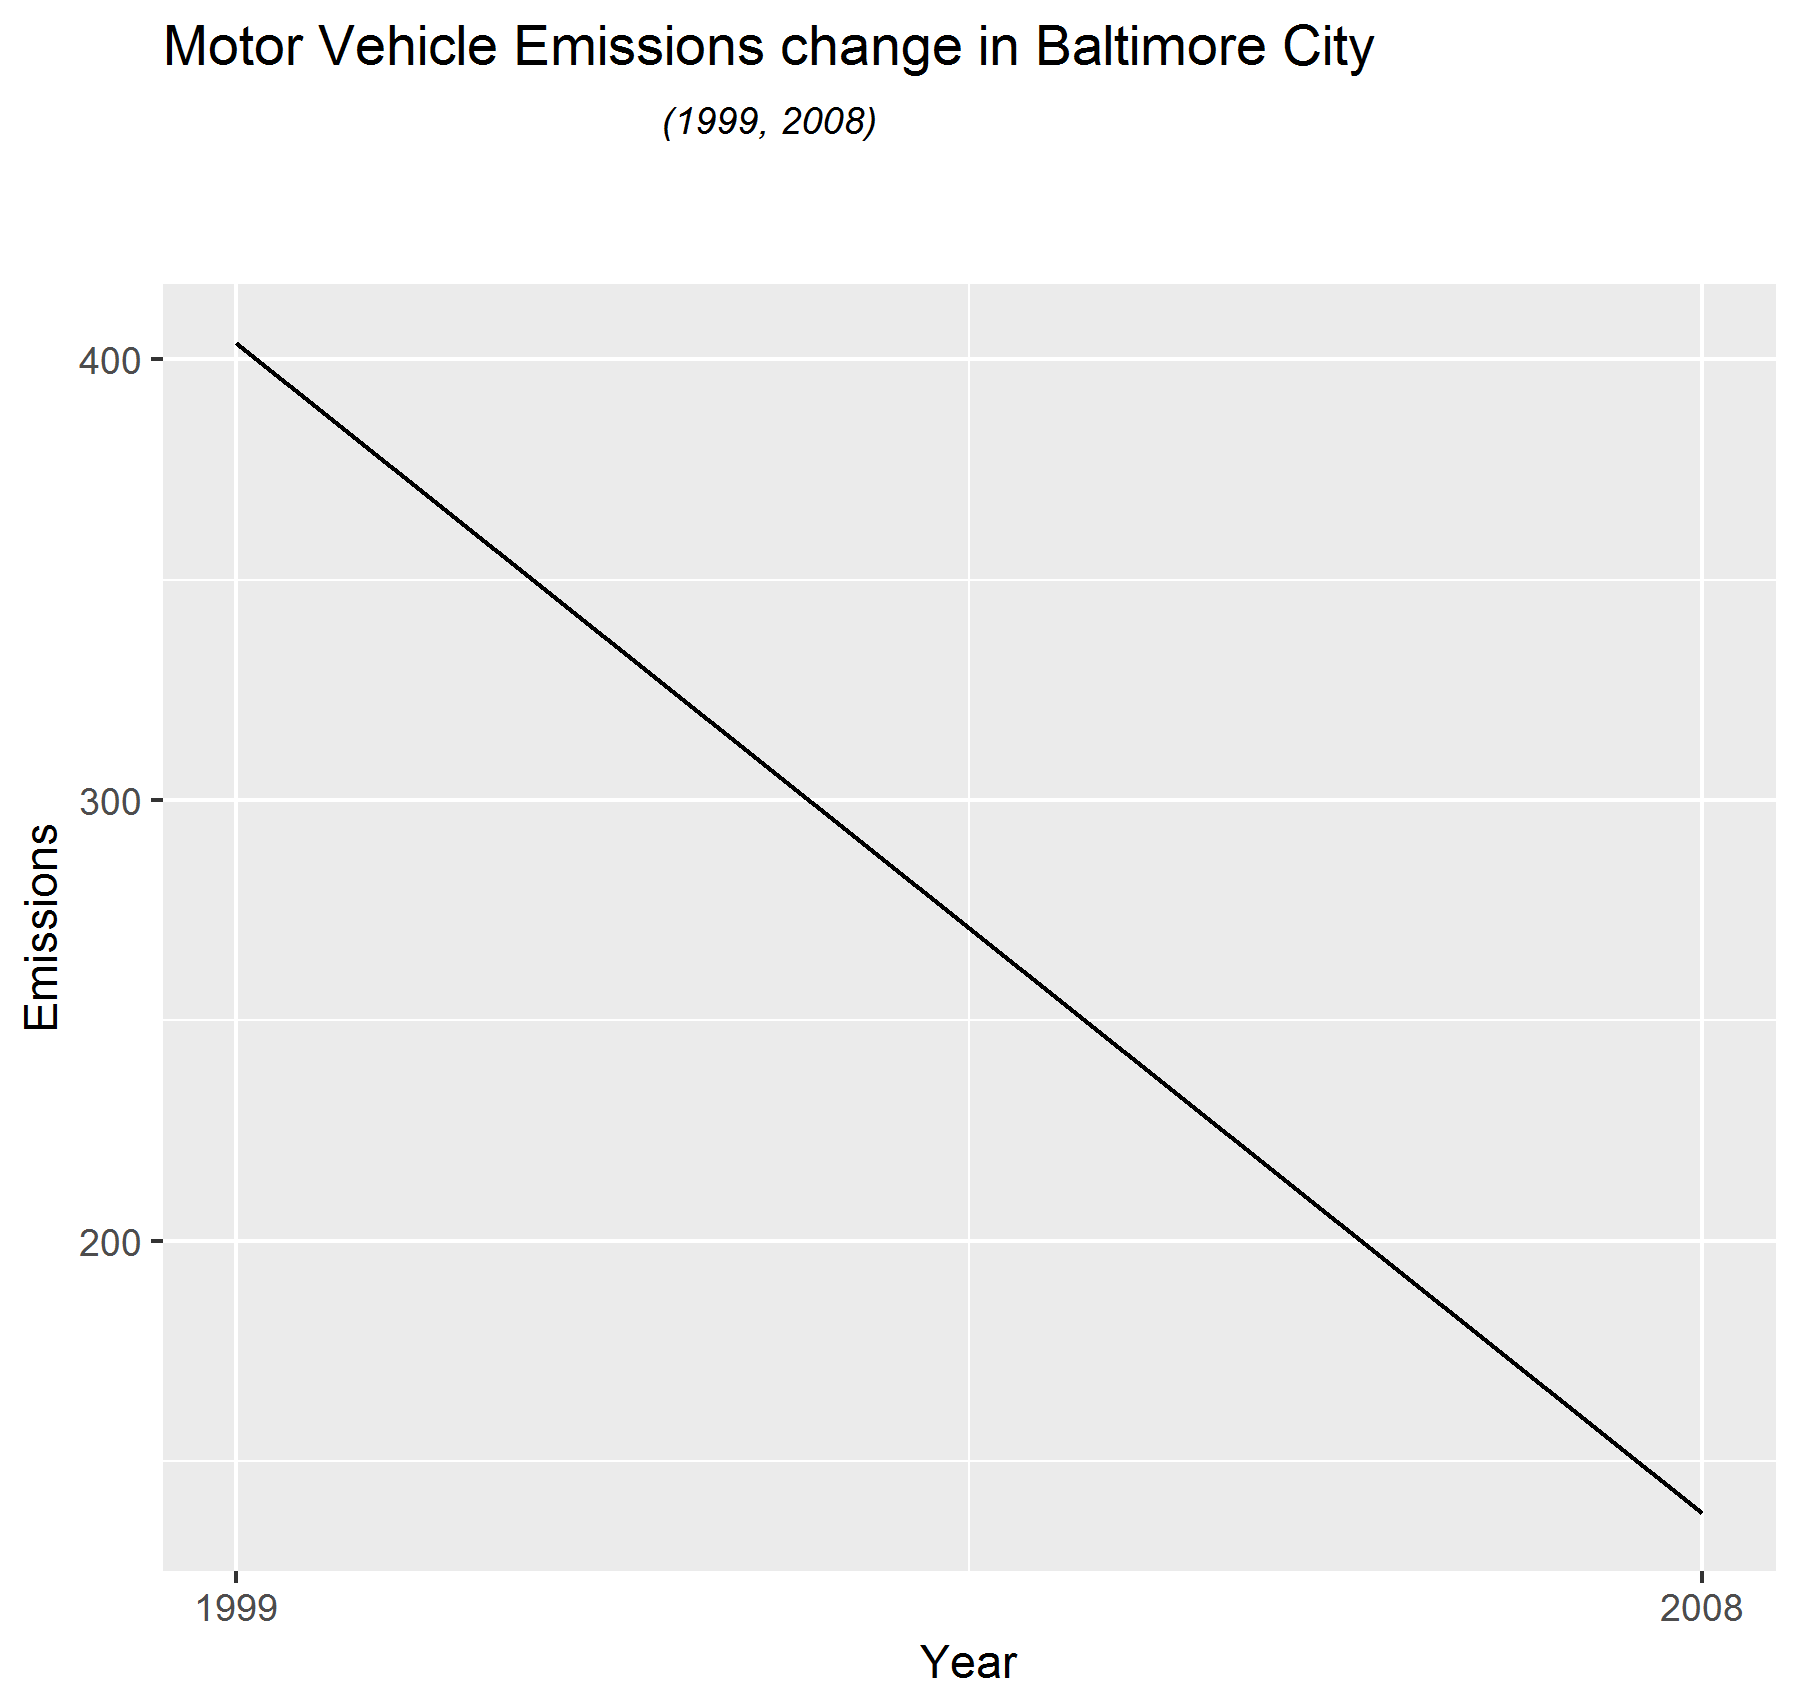 Motor Vehicle Emissions change in Baltimore City
(1999, 2008)
400
300
200
Emissions
1999
2008
Year